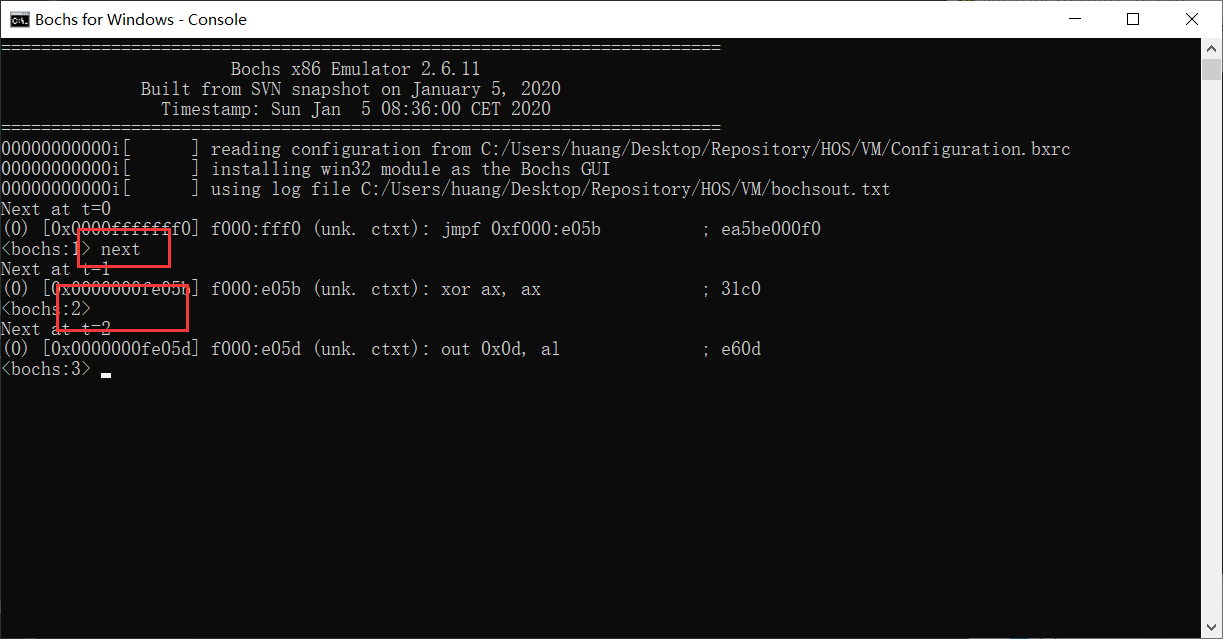 Bochs for Windows - Console
========================================================================
Bochs x86 Emulator 2.6.11
Built from SVN snapshot on January 5, 2020
Timestamp: Sun Jan  5 08:36:00 CET 2020
========================================================================
00000000000i[      ] reading configuration from C:/Users/huang/Desktop/Repository/HOS/VM/Configuration.bxrc
00000000000i[      ] installing win32 module as the Bochs GUI
00000000000i[      ] using log file C:/Users/huang/Desktop/Repository/HOS/VM/bochsout.txt
Next at t=0
(0) [0x0000fffffff0] f000:fff0 (unk. ctxt): jmpf 0xf000:e05b          ; ea5be000f0
<bochs:1> next
Next at t=1
(0) [0x0000000fe05b] f000:e05b (unk. ctxt): xor ax, ax                ; 31c0
<bochs:2>
Next at t=2
(0) [0x0000000fe05d] f000:e05d (unk. ctxt): out 0x0d, al              ; e60d
<bochs:3>